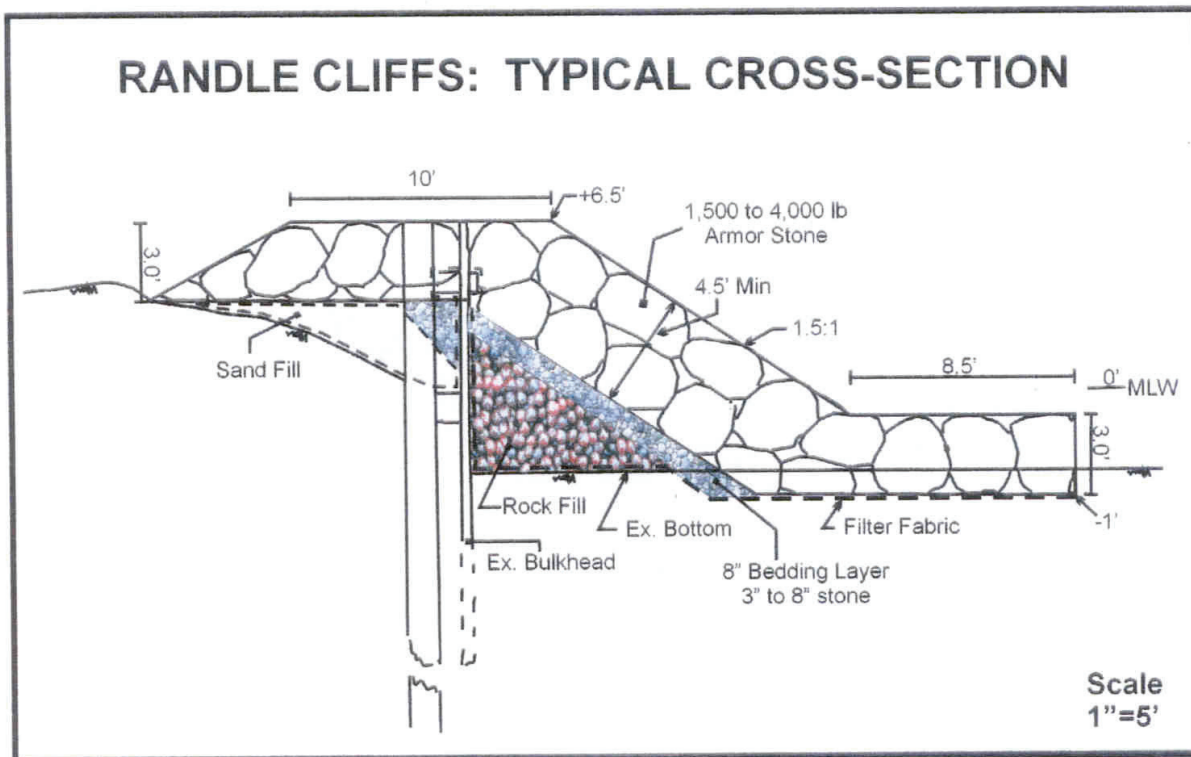 RANDLE CLIFFS: TYPICAL CROSS-SECTION
10'
+6.5'
1,500 to 4,000 lb
Armor Stone
3.0'
4.5' Min
1.5:1
Sand Fill
8.5'
0'
MLW
3.0'
Rock Fill
Ex. Bottom
Filter Fabric
-1'
Ex. Bulkhead
8" Bedding Layer
3" to 8" stone
Scale
1"=5'